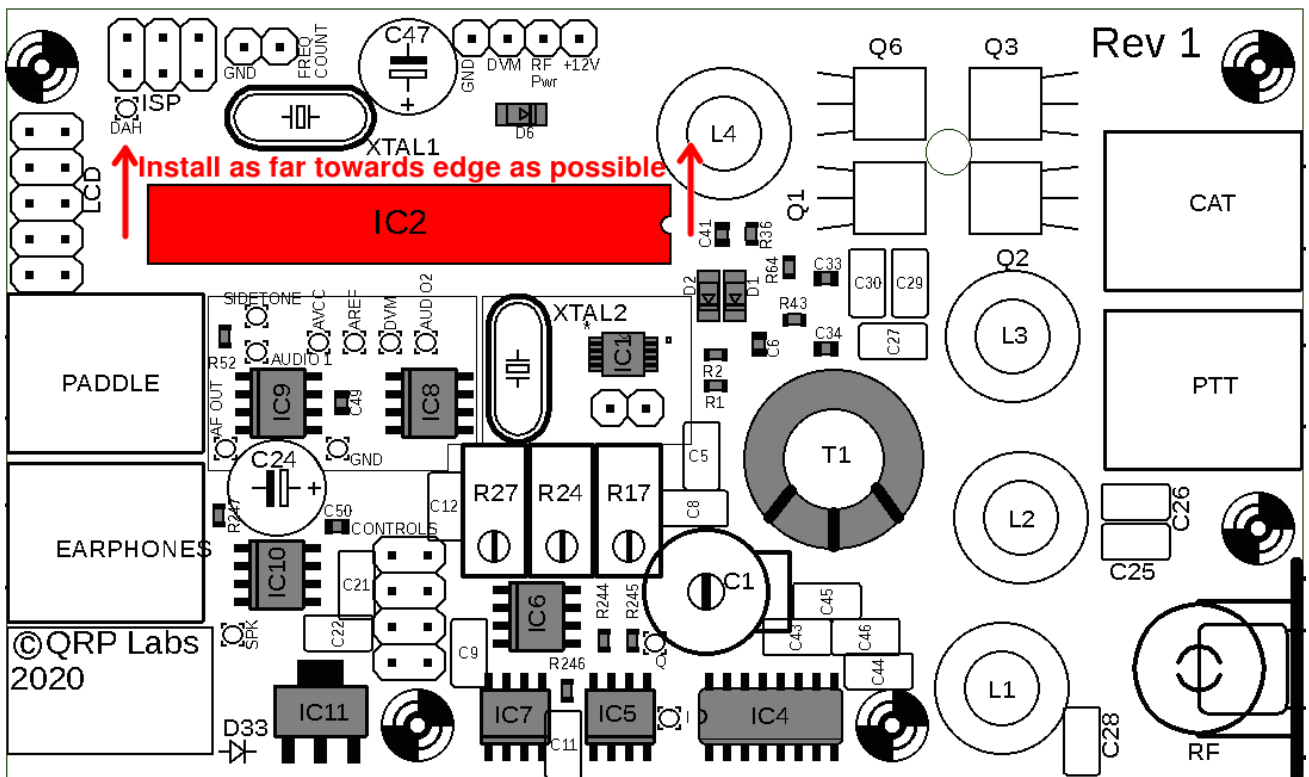 Rev 1
C47
Q6
Q3
GND
FREQ
COUNT
GND
DVM
RF
Pwr
+12V
ISP
DAH
D6
+
L4
XTAL1
LCD
Install as far towards edge as possible
IC2
Q1
CAT
C41
R36
Q2
R64
C33
C30
C29
D2
D1
SIDETONE
AVCC
AREF
DVM
AUDIO2
XTAL2
*
R43
R52
AUDIO 1
IC1
C6
C34
C27
L3
R2
R1
PADDLE
PTT
IC9
C49
IC8
AF OUT
GND
C24
+
T1
C5
R27
R24
R17
C12
C8
R247
C50
CONTROLS
L2
C26
C25
EARPHONES
IC10
C21
C1
IC6
R244
R245
C45
C22
SPK
C9
Q
C43
C46
C44
©QRP Labs
2020
R246
L1
IC11
IC7
IC5
I
IC4
D33
C11
C28
RF